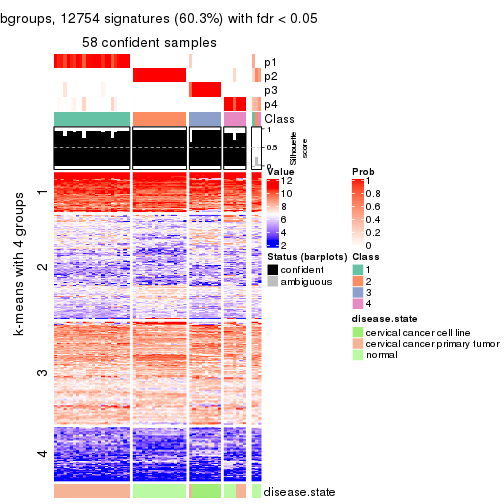 bgroups, 12754 signatures (60.3%) with fdr < 0.05
58 confident samples
p1
p2
p3
p4
Class
1
0.5
0
Silhouette
score
k-means with 4 groups
1
2
3
4
Value
12
10
8
6
4
2
Prob
1
0.8
0.6
0.4
0.2
0
Status (barplots)
confident
ambiguous
Class
1
2
3
4
disease.state
cervical cancer cell line
cervical cancer primary tumor
normal
disease.state